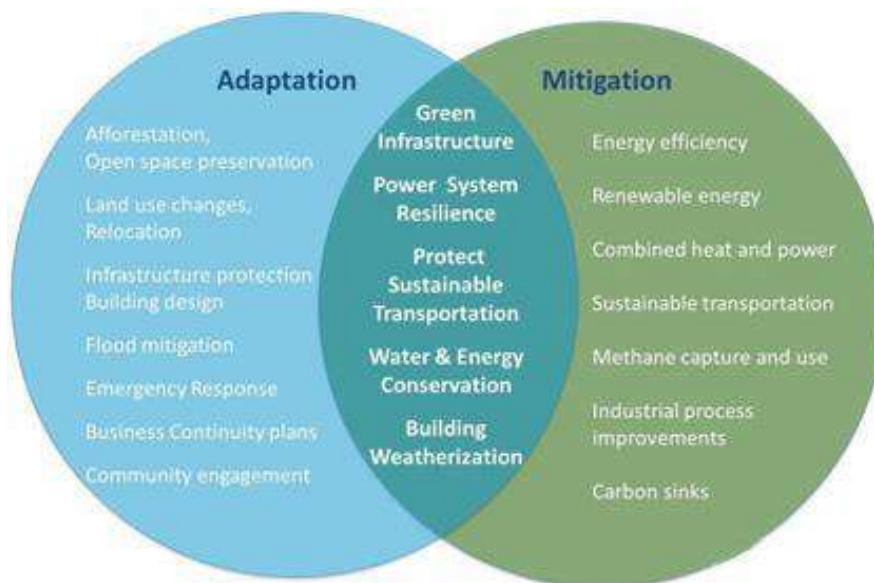 Adaptation
Afforestation,
Open space preservation
Land use changes,
Relocation
Infrastructure protection
Building design
Flood mitigation
Emergency Response
Business Continuity plans
Community engagement
Green
Infrastructure
Power System
Resilience
Protect
Sustainable
Transportation
Water & Energy
Conservation
Building
Weatherization
Mitigation
Energy efficiency
Renewable energy
Combined heat and power
Sustainable transportation
Methane capture and use
Industrial process
improvements
Carbon sinks